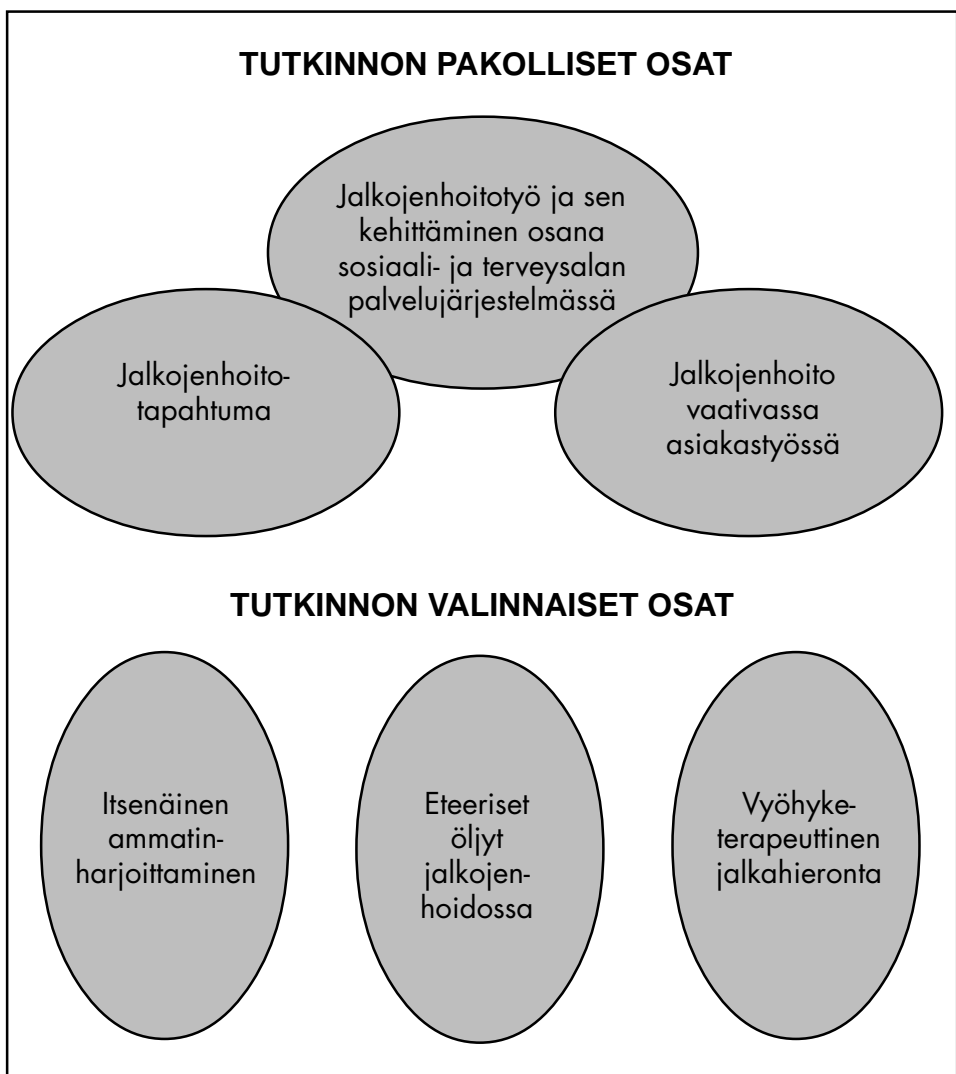 TUTKINNON PAKOLLISET OSAT
Jalkojenhoitotyö ja sen
kehittäminen osana
sosiaali- ja terveysalan
palvelujärjestelmässä
Jalkojenhoito-
tapahtuma
Jalkojenhoito
vaativassa
asiakastyössä
TUTKINNON VALINNAISET OSAT
Itsenäinen
ammatin-
harjoittaminen
Eteeriset
öljyt
jalkojen-
hoidossa
Vyöhyke-
terapeuttinen
jalkahieronta